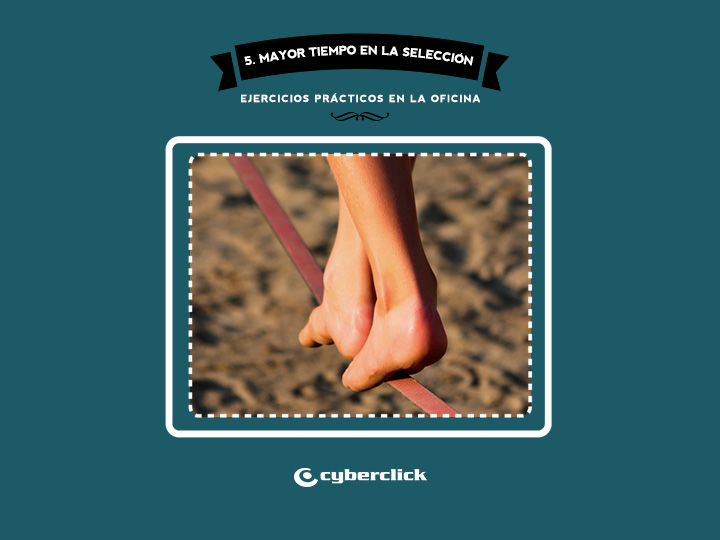 5. MAYOR TIEMPO EN LA SELECCIÓN
EJERCICIOS PRÁCTICOS EN LA OFICINA
cyberclick